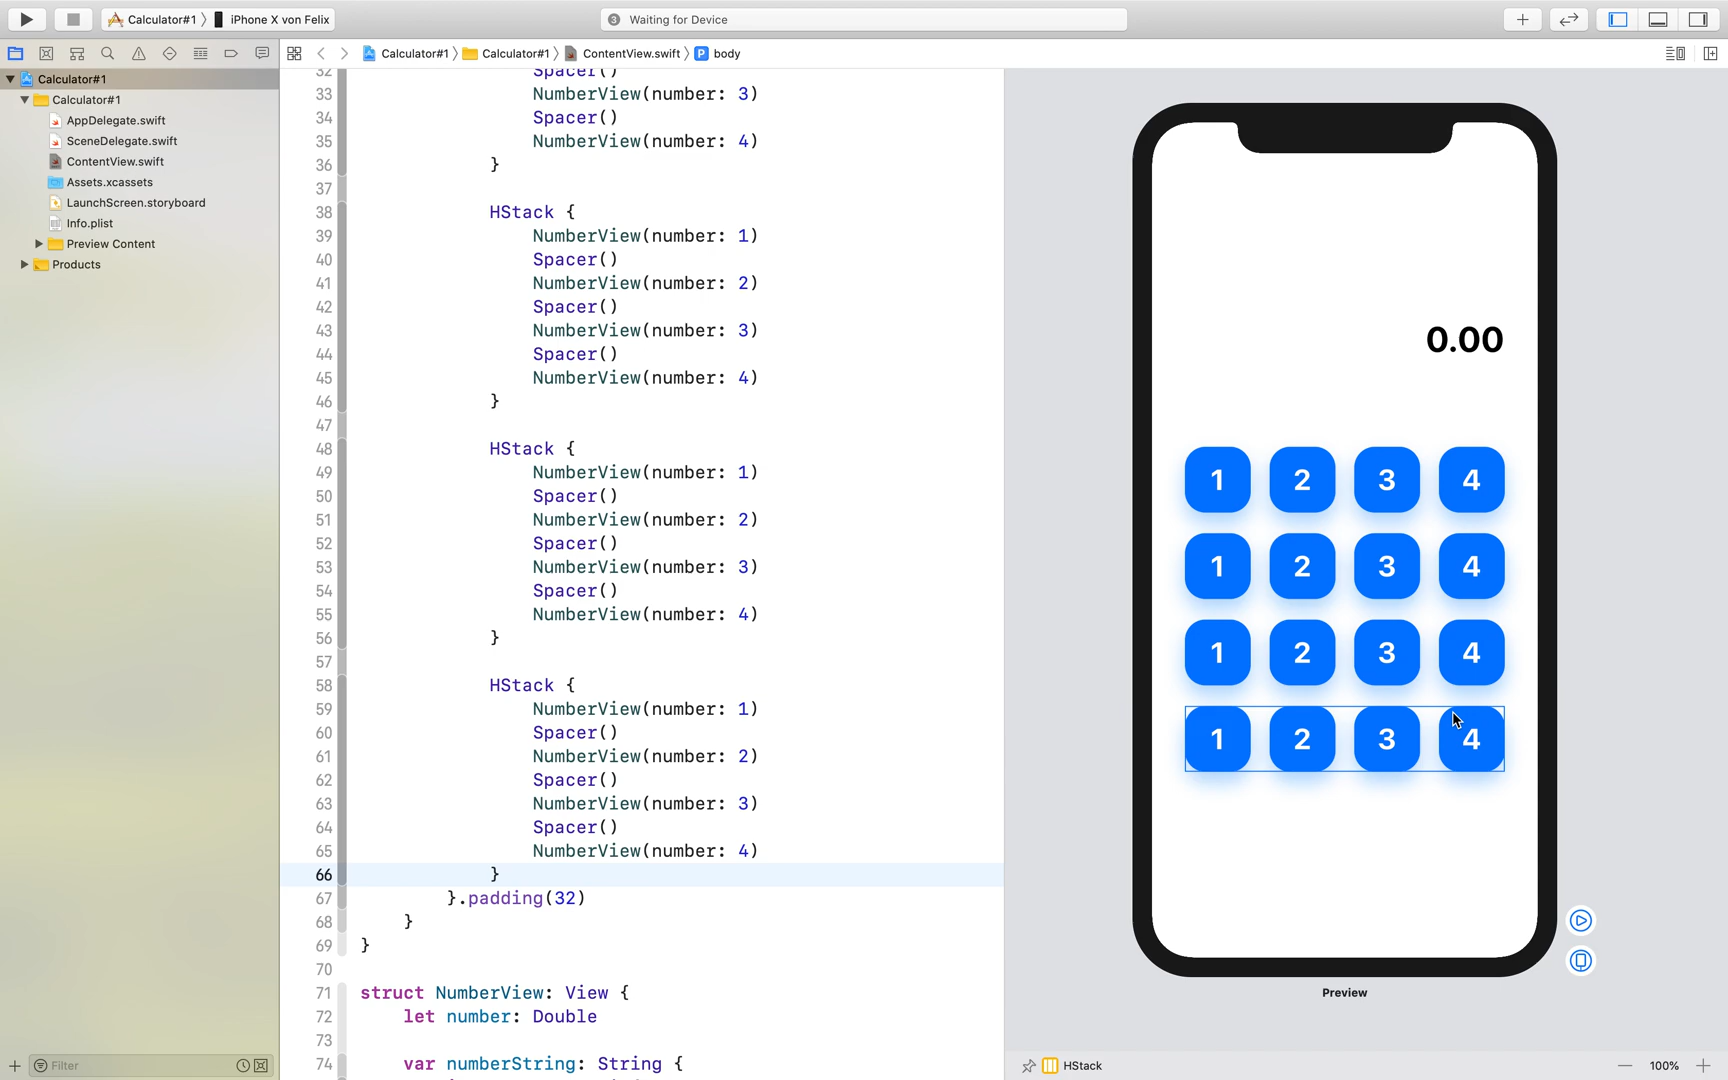 Calculator#1 〉 iPhone X von Felix
3 Waiting for Device
Calculator#1 〉 Calculator#1 〉 ContentView.swift 〉 P body
Calculator#1
Calculator#1
AppDelegate.swift
SceneDelegate.swift
ContentView.swift
Assets.xcassets
LaunchScreen.storyboard
Info.plist
Preview Content
Products
Filter
32 Spacer()
33 NumberView(number: 3)
34 Spacer()
35 NumberView(number: 4)
36 }
37
38 HStack {
39 NumberView(number: 1)
40 Spacer()
41 NumberView(number: 2)
42 Spacer()
43 NumberView(number: 3)
44 Spacer()
45 NumberView(number: 4)
46 }
47
48 HStack {
49 NumberView(number: 1)
50 Spacer()
51 NumberView(number: 2)
52 Spacer()
53 NumberView(number: 3)
54 Spacer()
55 NumberView(number: 4)
56 }
57
58 HStack {
59 NumberView(number: 1)
60 Spacer()
61 NumberView(number: 2)
62 Spacer()
63 NumberView(number: 3)
64 Spacer()
65 NumberView(number: 4)
66 }
67 }.padding(32)
68 }
69 }
70
71 struct NumberView: View {
72 let number: Double
73
74 var numberString: String {
0.00
1 2 3 4
1 2 3 4
1 2 3 4
1 2 3 4
Preview
HStack
100%